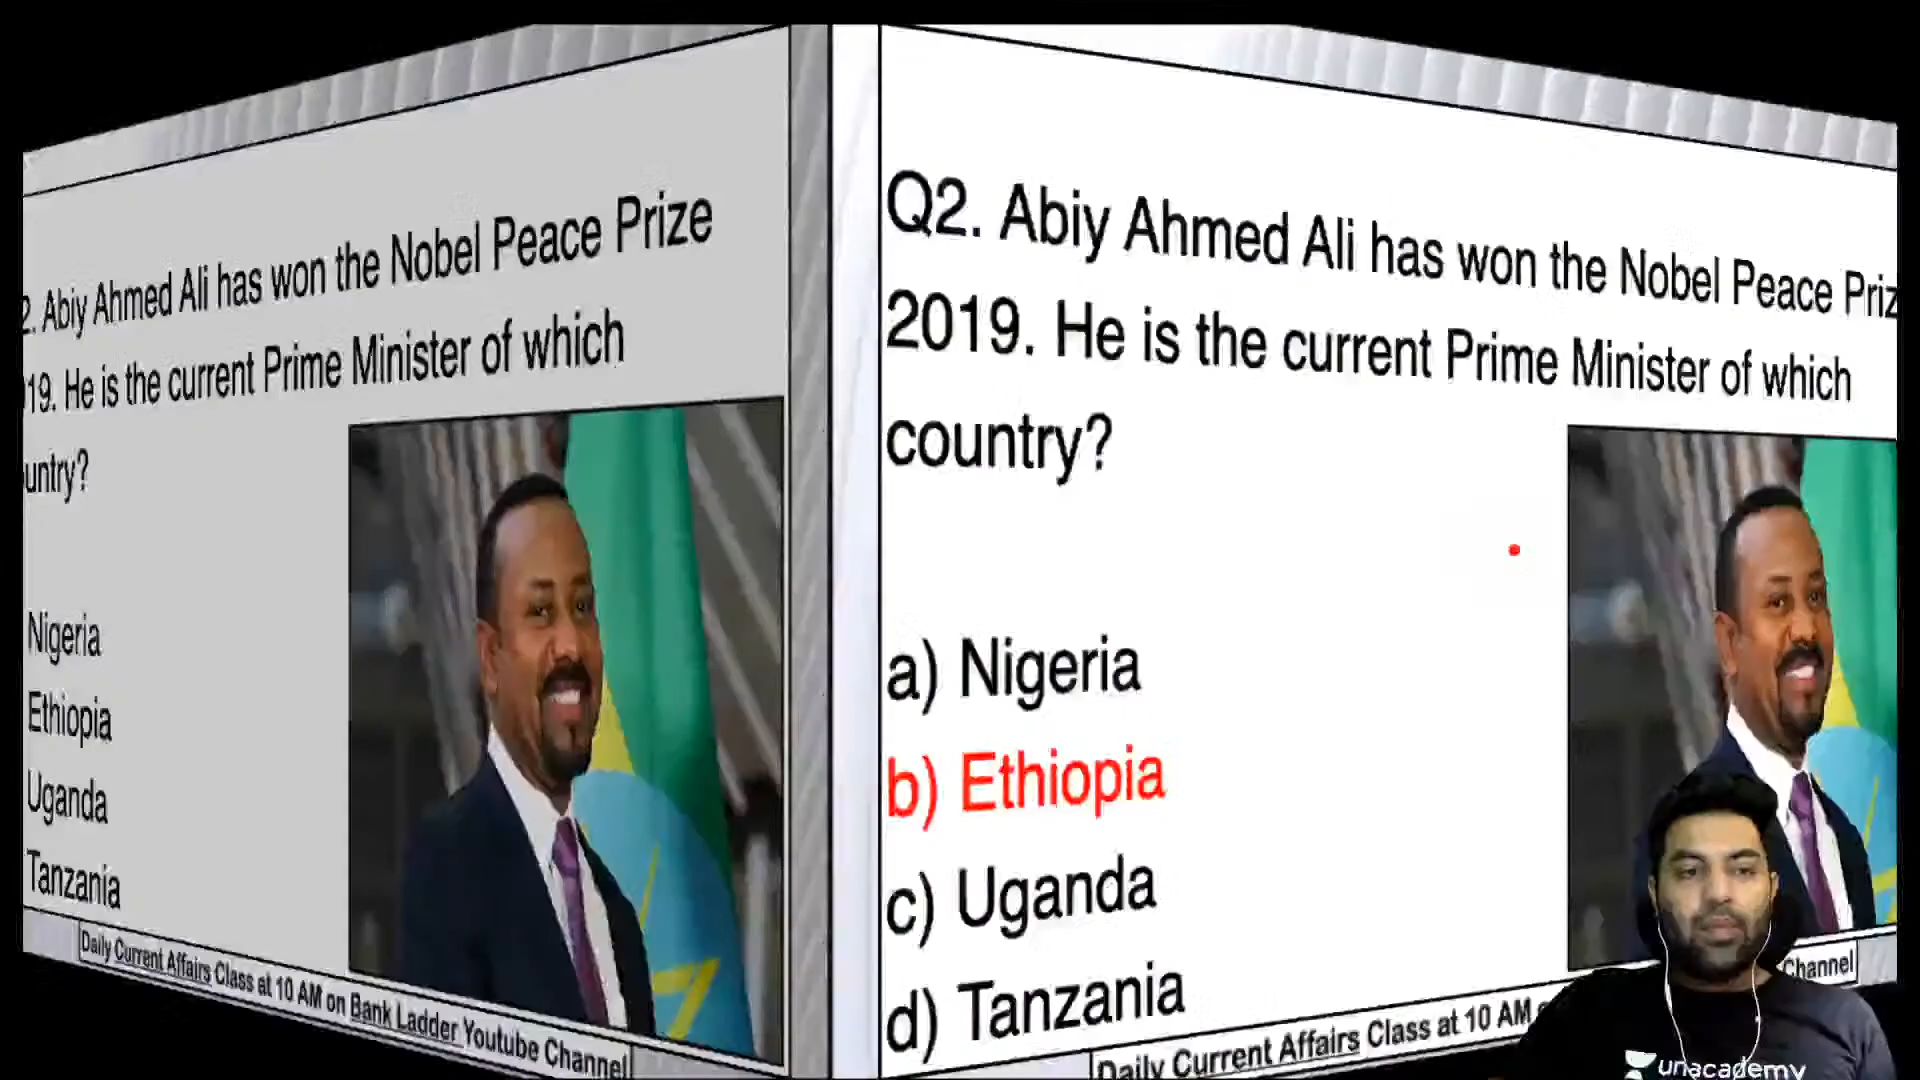 2. Abiy Ahmed Ali has won the Nobel Peace Prize
19. He is the current Prime Minister of which
untry?
Nigeria
Ethiopia
Uganda
Tanzania
Daily Current Affairs Class at 10 AM on Bank Ladder Youtube Channel
Q2. Abiy Ahmed Ali has won the Nobel Peace Priz
2019. He is the current Prime Minister of which
country?
a) Nigeria
b) Ethiopia
c) Uganda
d) Tanzania
Daily Current Affairs Class at 10 AM
Channel
unacademy